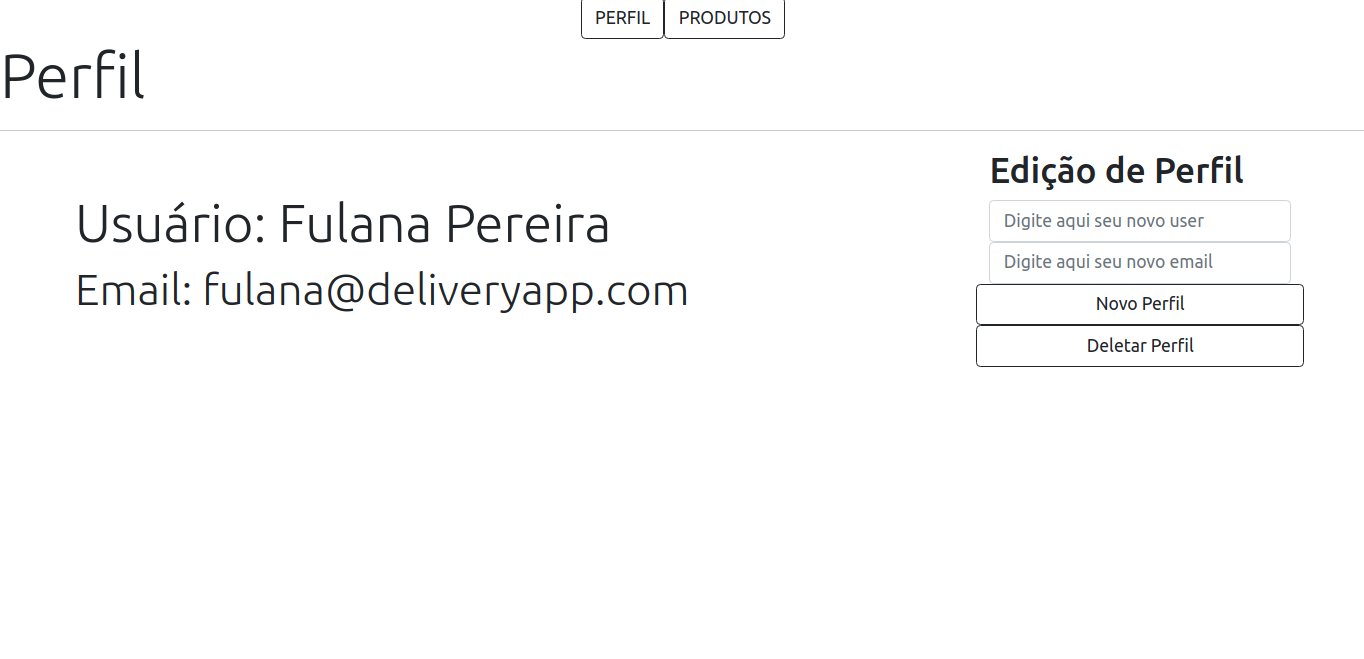 PERFIL PRODUTOS
Perfil
Edição de Perfil
Usuário: Fulana Pereira
Email: fulana@deliveryapp.com
Digite aqui seu novo user
Digite aqui seu novo email
Novo Perfil
Deletar Perfil